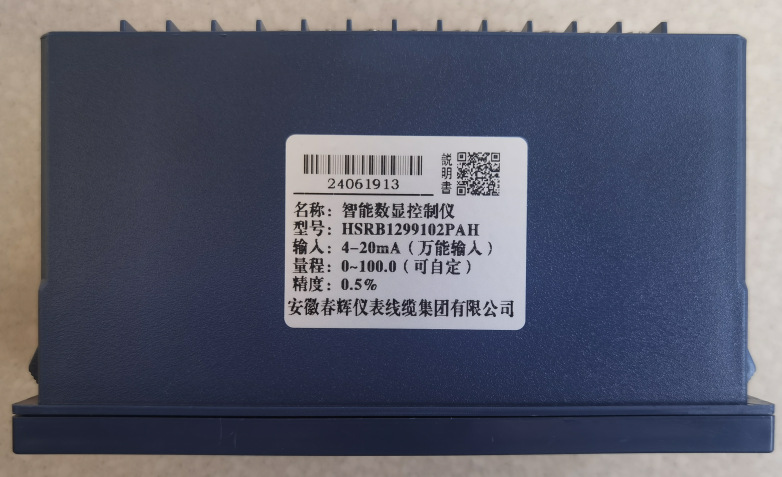 説明書
24061913
名称：智能数显控制仪
型号：HSRB1299102PAH
输入：4-20mA（万能输入）
量程：0~100.0（可自定）
精度：0.5%
安徽春辉仪表线缆集团有限公司